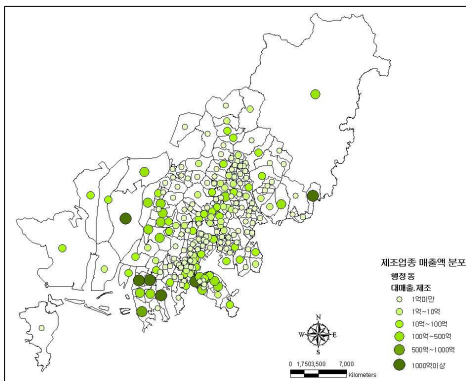 제조업종 매출액 분포
행정동
대매출.제조
1억미만
1억~10억
10억~100억
100억~500억
500억~1000억
1000억이상
N
W E
S
0 1,7503,500 7,000
Kilometers